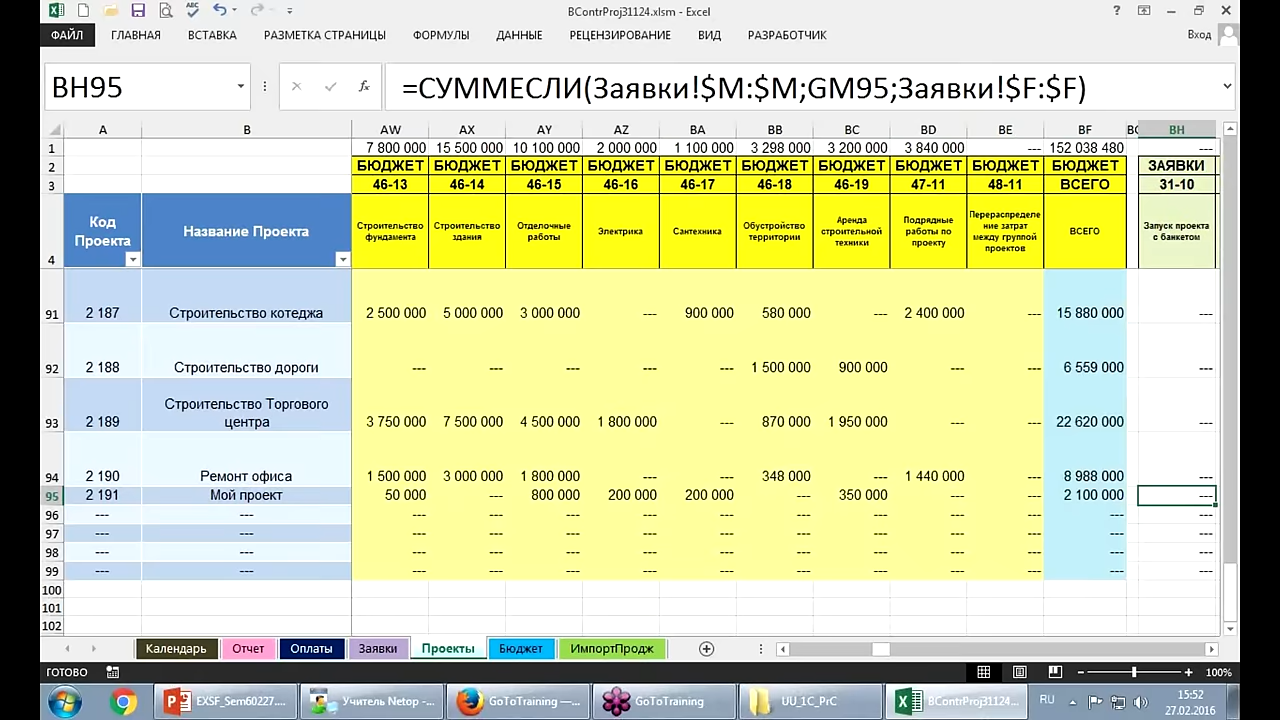 BContrProj31124.xlsm - Excel
ФАЙЛ ГЛАВНАЯ ВСТАВКА РАЗМЕТКА СТРАНИЦЫ ФОРМУЛЫ ДАННЫЕ РЕЦЕНЗИРОВАНИЕ ВИД РАЗРАБОТЧИК Вход
BH95 =СУММЕСЛИ(Заявки!$M:$M;GM95;Заявки!$F:$F)
A B AW AX AY AZ BA BB BC BD BE BF BH
1 7 800 000 15 500 000 10 100 000 2 000 000 1 100 000 3 298 000 3 200 000 3 840 000 --- 152 038 480 ---
2 БЮДЖЕТ БЮДЖЕТ БЮДЖЕТ БЮДЖЕТ БЮДЖЕТ БЮДЖЕТ БЮДЖЕТ БЮДЖЕТ БЮДЖЕТ БЮДЖЕТ ЗАЯВКИ
3 46-13 46-14 46-15 46-16 46-17 46-18 46-19 47-11 48-11 ВСЕГО 31-10
4 Код Проекта Название Проекта Строительство фундамента Строительство здания Отделочные работы Электрика Сантехника Обустройство территории Аренда строительной техники Подрядные работы по проекту Перераспределение затрат между группой проектов ВСЕГО Запуск проекта с банкетом
91 2 187 Строительство котеджа 2 500 000 5 000 000 3 000 000 --- 900 000 580 000 --- 2 400 000 --- 15 880 000 ---
92 2 188 Строительство дороги --- --- --- --- --- 1 500 000 900 000 --- --- 6 559 000 ---
93 2 189 Строительство Торгового центра 3 750 000 7 500 000 4 500 000 1 800 000 --- 870 000 1 950 000 --- --- 22 620 000 ---
94 2 190 Ремонт офиса 1 500 000 3 000 000 1 800 000 --- --- 348 000 --- 1 440 000 --- 8 988 000 ---
95 2 191 Мой проект 50 000 --- 800 000 200 000 200 000 --- 350 000 --- --- 2 100 000 ---
96 --- --- --- --- --- --- --- --- --- --- --- --- ---
97 --- --- --- --- --- --- --- --- --- --- --- --- ---
98 --- --- --- --- --- --- --- --- --- --- --- --- ---
99 --- --- --- --- --- --- --- --- --- --- --- --- ---
100
101
102
Календарь Отчет Оплаты Заявки Проекты Бюджет ИмпортПродж
ГОТОВО 100%
EXSF_Sem60227.... Учитель Netop -... GoToTraining —... GoToTraining UU_1C_PrC BContrProj31124... RU 15:52
27.02.2016